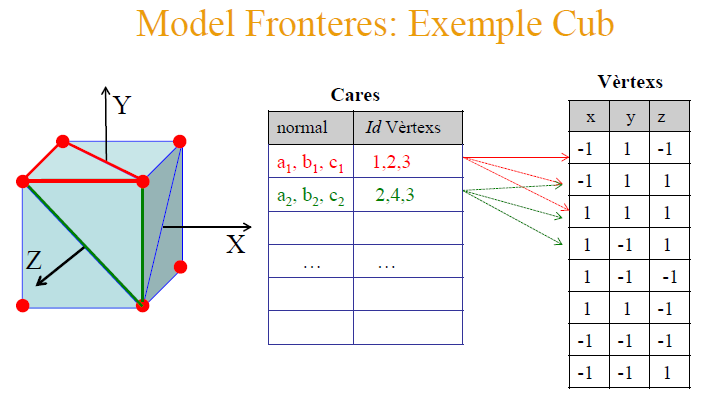 Model Fronteres: Exemple Cub
Y
X
Z
Cares
normal Id Vèrtexs
a1, b1, c1 1,2,3
a2, b2, c2 2,4,3
... ...
Vèrtexs
x y z
-1 1 -1
-1 1 1
1 1 1
1 -1 1
1 -1 -1
1 1 -1
-1 -1 -1
-1 -1 1